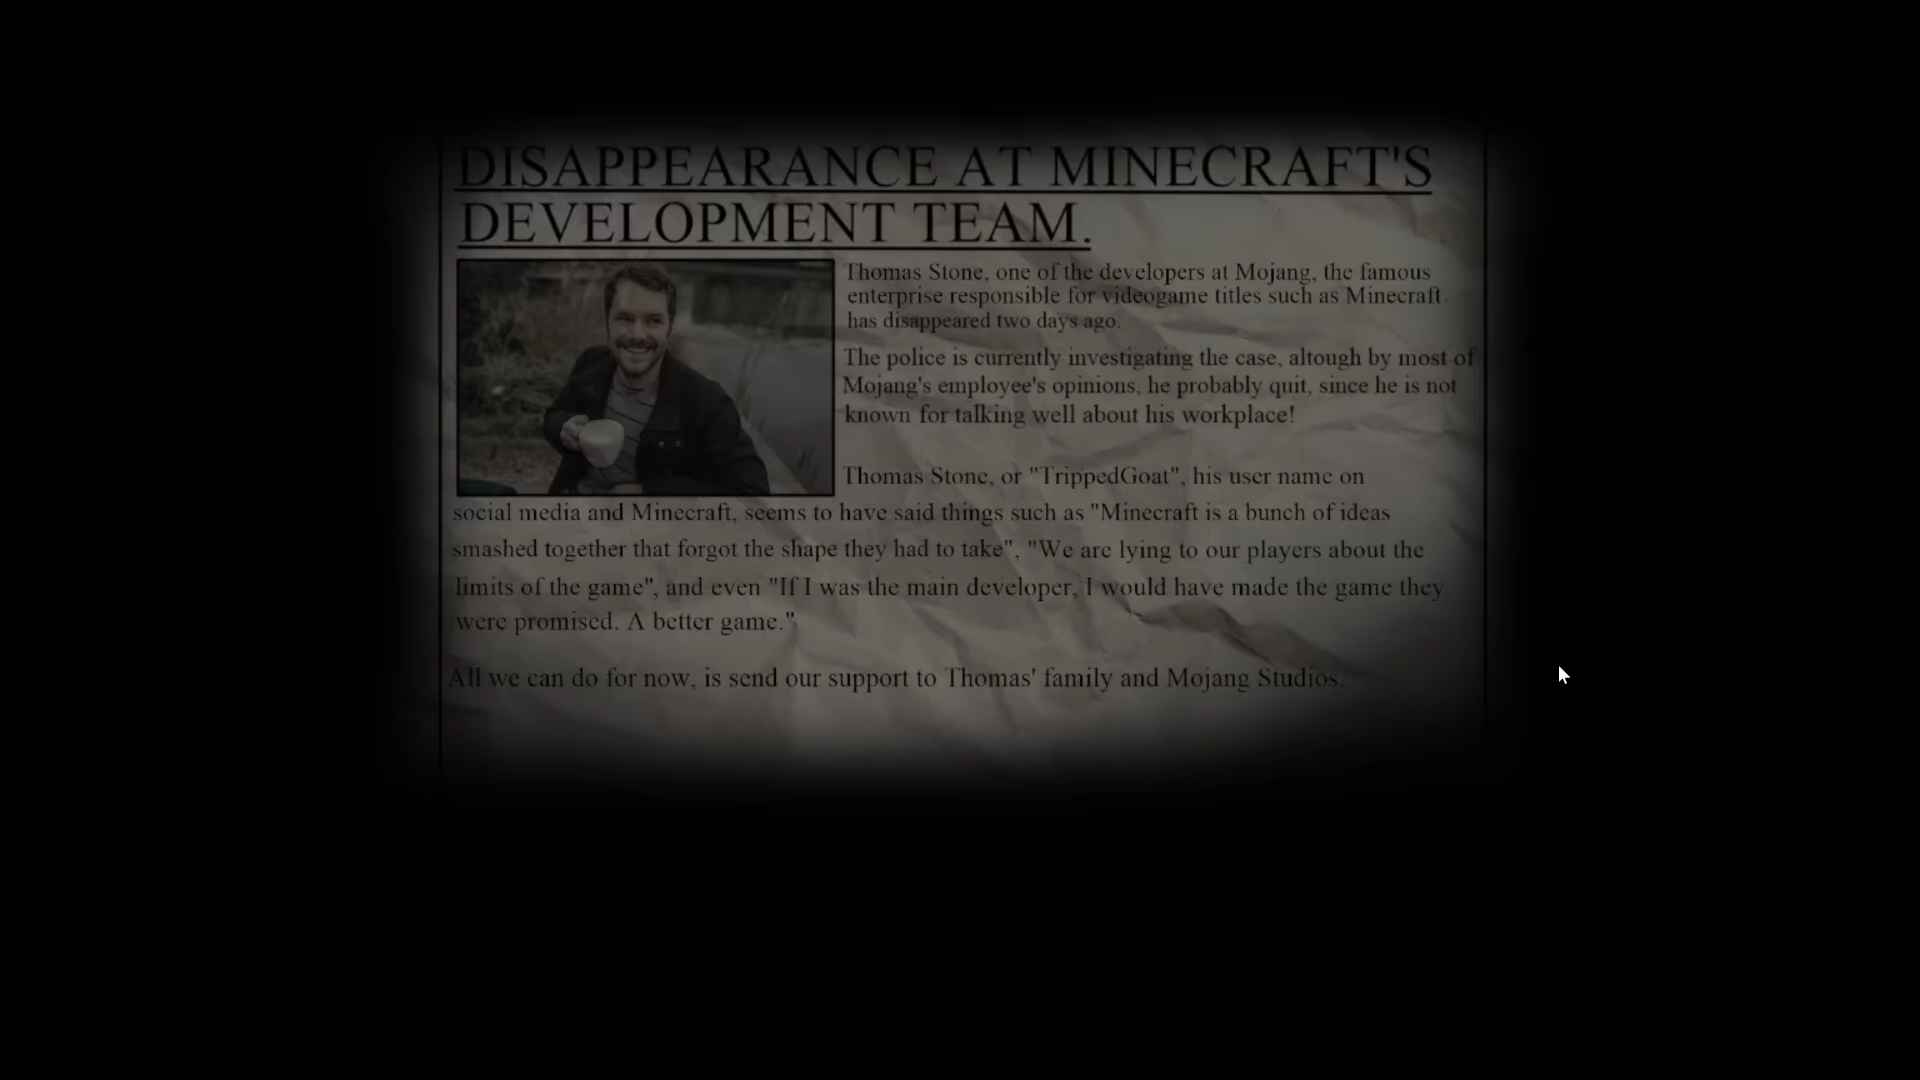 DISAPPEARANCE AT MINECRAFT'S
DEVELOPMENT TEAM.
Thomas Stone, one of the developers at Mojang, the famous
enterprise responsible for videogame titles such as Minecraft
has disappeared two days ago.
The police is currently investigating the case, altough by most of
Mojang's employee's opinions, he probably quit, since he is not
known for talking well about his workplace!
Thomas Stone, or "TrippedGoat", his user name on
social media and Minecraft, seems to have said things such as "Minecraft is a bunch of ideas
smashed together that forgot the shape they had to take", "We are lying to our players about the
limits of the game", and even "If I was the main developer, I would have made the game they
were promised. A better game."
All we can do for now, is send our support to Thomas' family and Mojang Studios.